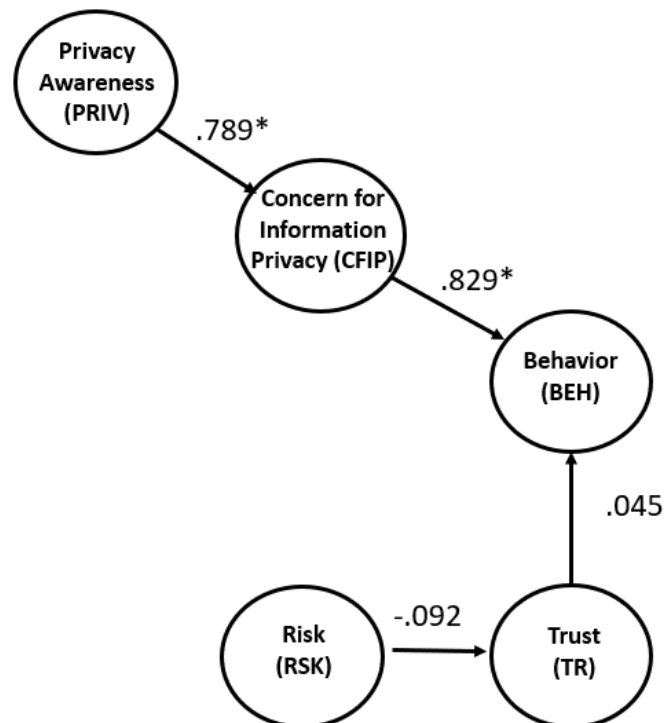 Privacy
Awareness
(PRIV)
.789*
Concern for
Information
Privacy (CFIP)
.829*
Behavior
(BEH)
.045
Risk
(RSK)
-.092
Trust
(TR)